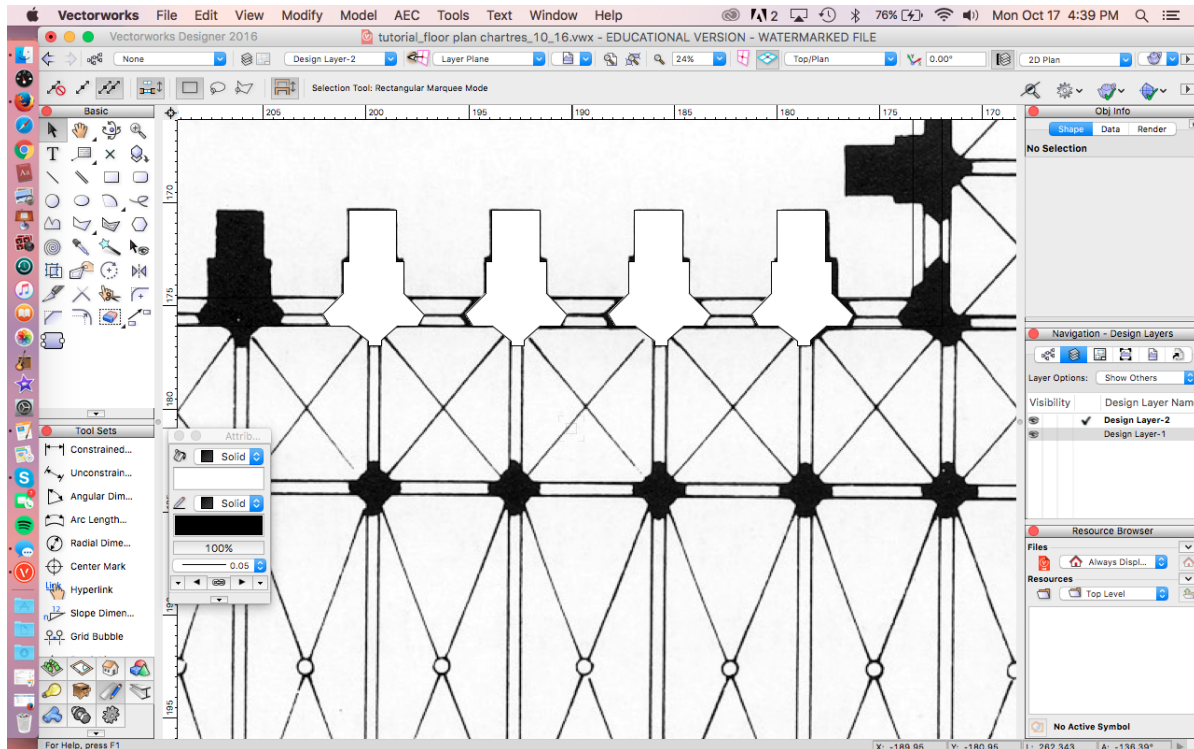 Vectorworks File Edit View Modify Model AEC Tools Text Window Help 2 76% Mon Oct 17 4:39 PM
Vectorworks Designer 2016 tutorial_floor plan chartres_10_16.vwx - EDUCATIONAL VERSION - WATERMARKED FILE
None Design Layer-2 Layer Plane 24% Top/Plan 0.00° 2D Plan
Selection Tool: Rectangular Marquee Mode
Basic
Obj Info
205 200 195 190 185 180 175 170
Shape Data Render
No Selection
170
175
180
195
Navigation - Design Layers
Layer Options: Show Others
Visibility Design Layer Nam
Design Layer-2
Design Layer-1
Tool Sets
Constrained...
Unconstrain...
Angular Dim...
Arc Length...
Radial Dime...
Center Mark
Link Hyperlink
12 Slope Dimen...
Grid Bubble
Attrib...
Solid
Solid
100%
0.05
Resource Browser
Files
Always Displ...
Resources
Top Level
No Active Symbol
For Help, press F1
X: -189.95 Y: -180.95 L: 262.343 A: -136.39°